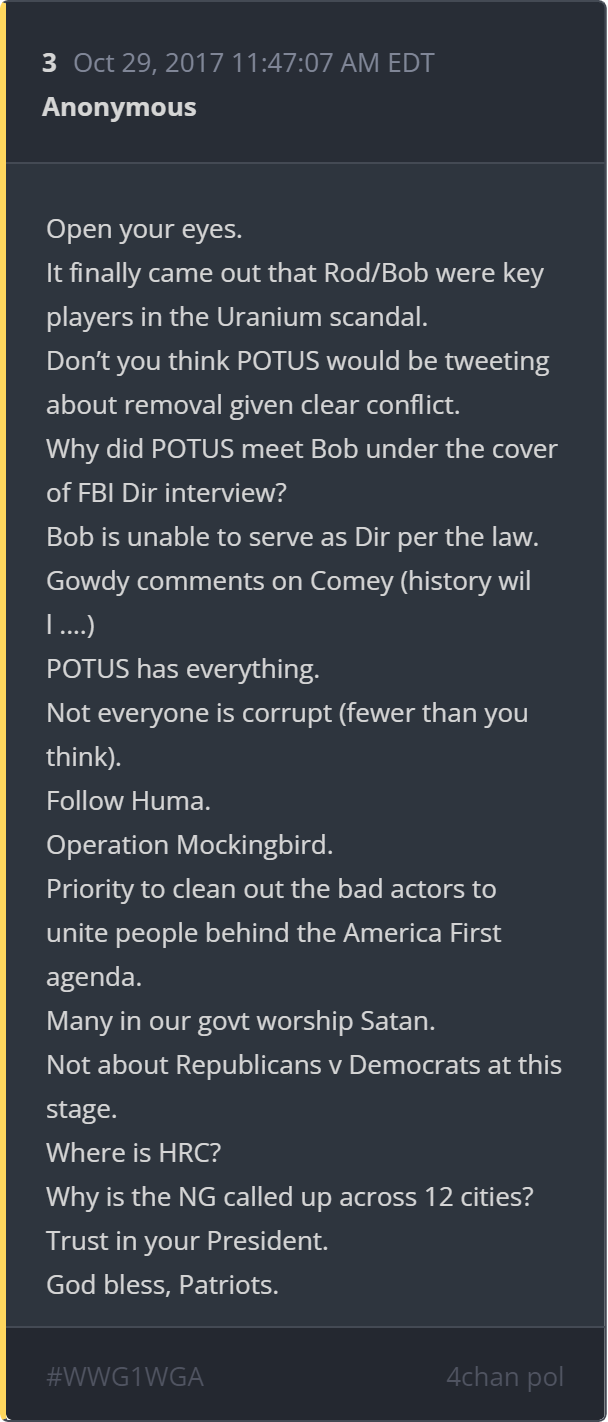 3 Oct 29, 2017 11:47:07 AM EDT
Anonymous
Open your eyes.
It finally came out that Rod/Bob were key
players in the Uranium scandal.
Don’t you think POTUS would be tweeting
about removal given clear conflict.
Why did POTUS meet Bob under the cover
of FBI Dir interview?
Bob is unable to serve as Dir per the law.
Gowdy comments on Comey (history wil
l ....)
POTUS has everything.
Not everyone is corrupt (fewer than you
think).
Follow Huma.
Operation Mockingbird.
Priority to clean out the bad actors to
unite people behind the America First
agenda.
Many in our govt worship Satan.
Not about Republicans v Democrats at this
stage.
Where is HRC?
Why is the NG called up across 12 cities?
Trust in your President.
God bless, Patriots.
#WWG1WGA 4chan pol